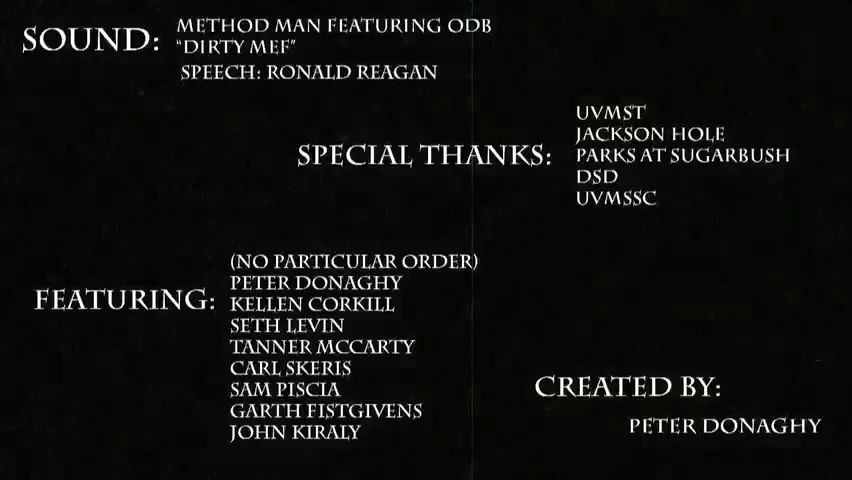 SOUND:
METHOD MAN FEATURING ODB
"DIRTY MEF"
SPEECH: RONALD REAGAN
SPECIAL THANKS:
UVMST
JACKSON HOLE
PARKS AT SUGARBUSH
DSD
UVMSSC
FEATURING:
(NO PARTICULAR ORDER)
PETER DONAGHY
KELLEN CORKILL
SETH LEVIN
TANNER MCCARTY
CARL SKERIS
SAM PISCIA
GARTH FISTGIVENS
JOHN KIRALY
CREATED BY:
PETER DONAGHY